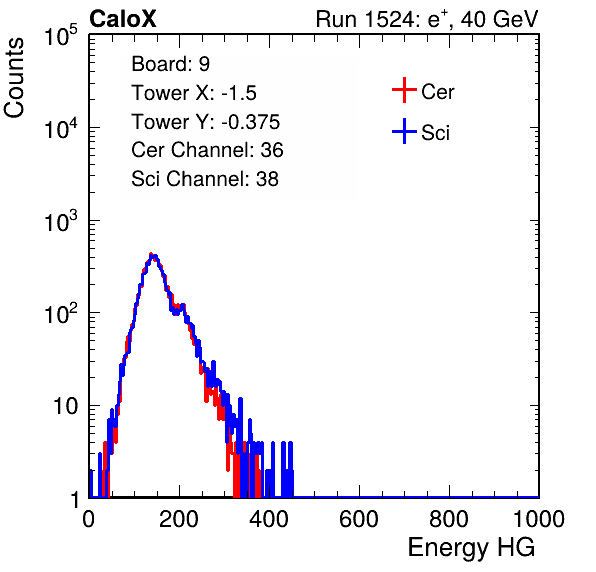 CaloX Run 1524: e⁺, 40 GeV
Counts
10⁵
10⁴
10³
10²
10
1
Board: 9
Tower X: -1.5
Tower Y: -0.375
Cer Channel: 36
Sci Channel: 38
Cer
Sci
0 200 400 600 800 1000
Energy HG